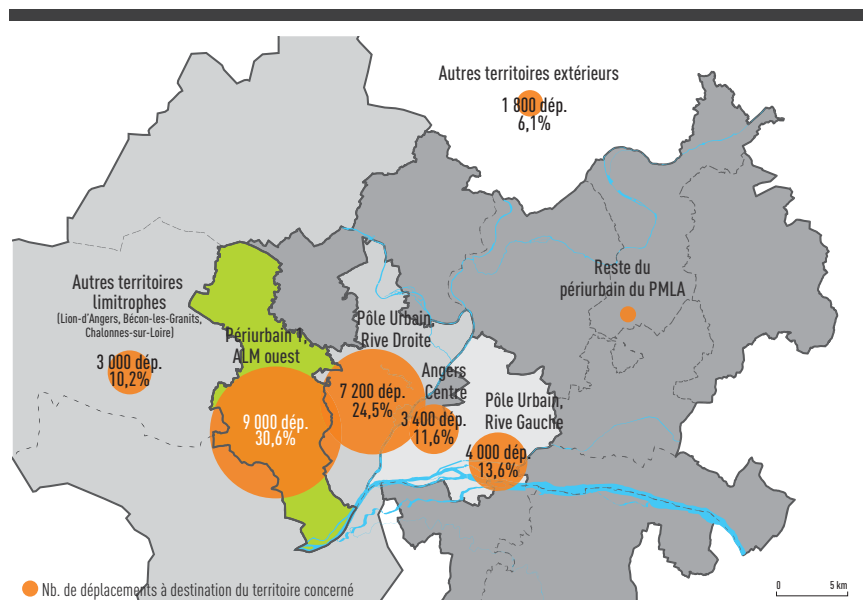 Autres territoires extérieurs
1 800 dép.
6,1%
Reste du
périurbain du PMLA
Autres territoires
limitrophes
(Lion-d'Angers, Bécon-les-Granits,
Chalonnes-sur-Loire)
3 000 dép.
10,2%
Périurbain 1,
ALM ouest
9 000 dép.
30,6%
Pôle Urbain,
Rive Droite
7 200 dép.
24,5%
Angers
Centre
3 400 dép.
11,6%
Pôle Urbain,
Rive Gauche
4 000 dép.
13,6%
Nb. de déplacements à destination du territoire concerné
0 5 km